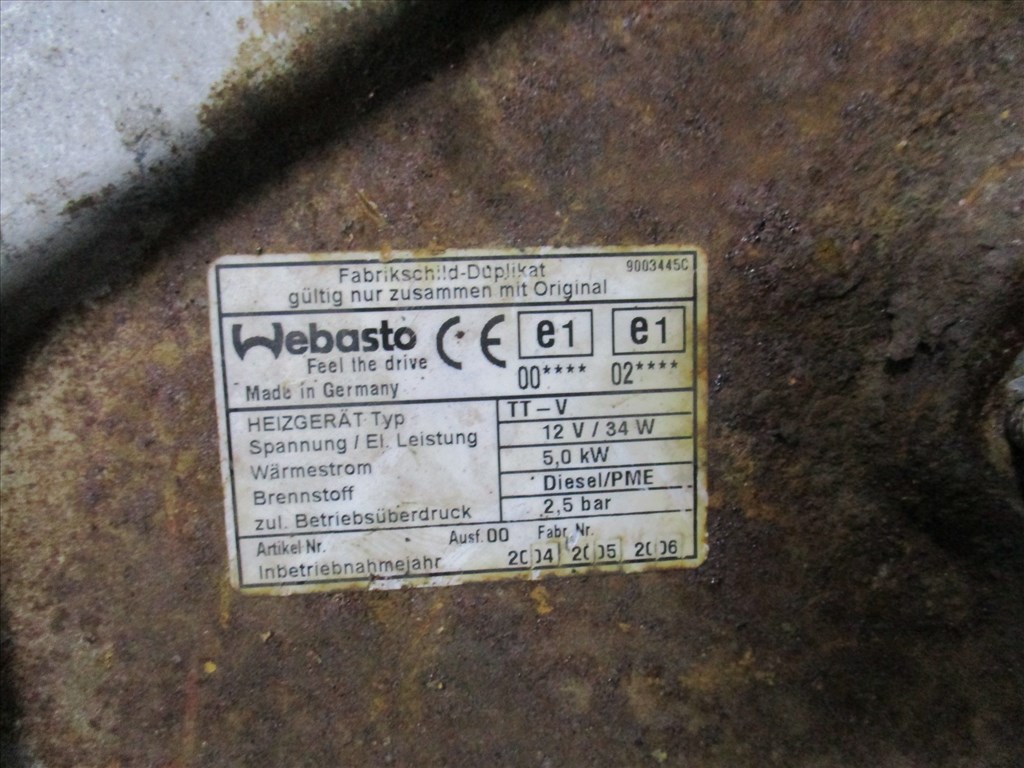 Fabrikschild-Duplikat 9003445C
gültig nur zusammen mit Original
Webasto CE e1 e1
Feel the drive 00**** 02****
Made in Germany
HEIZGERÄT Typ TT-V
Spannung / El. Leistung 12 V / 34 W
Wärmestrom 5,0 kW
Brennstoff Diesel/PME
zul. Betriebsüberdruck 2,5 bar
Artikel Nr. Ausf. 00 Fabr. Nr.
Inbetriebnahmejahr 2004 2005 2006